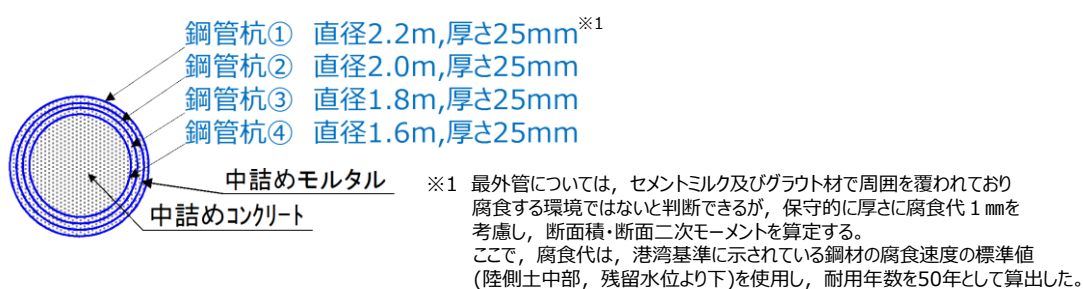 鋼管杭① 直径2.2m,厚さ25mm※1
鋼管杭② 直径2.0m,厚さ25mm
鋼管杭③ 直径1.8m,厚さ25mm
鋼管杭④ 直径1.6m,厚さ25mm
中詰めモルタル
中詰めコンクリート
※1 最外管については，セメントミルク及びグラウト材で周囲を覆われており
腐食する環境ではないと判断できるが，保守的に厚さに腐食代１㎜を
考慮し，断面積・断面二次モーメントを算定する。
ここで，腐食代は，港湾基準に示されている鋼材の腐食速度の標準値
(陸側土中部，残留水位より下)を使用し，耐用年数を50年として算出した。